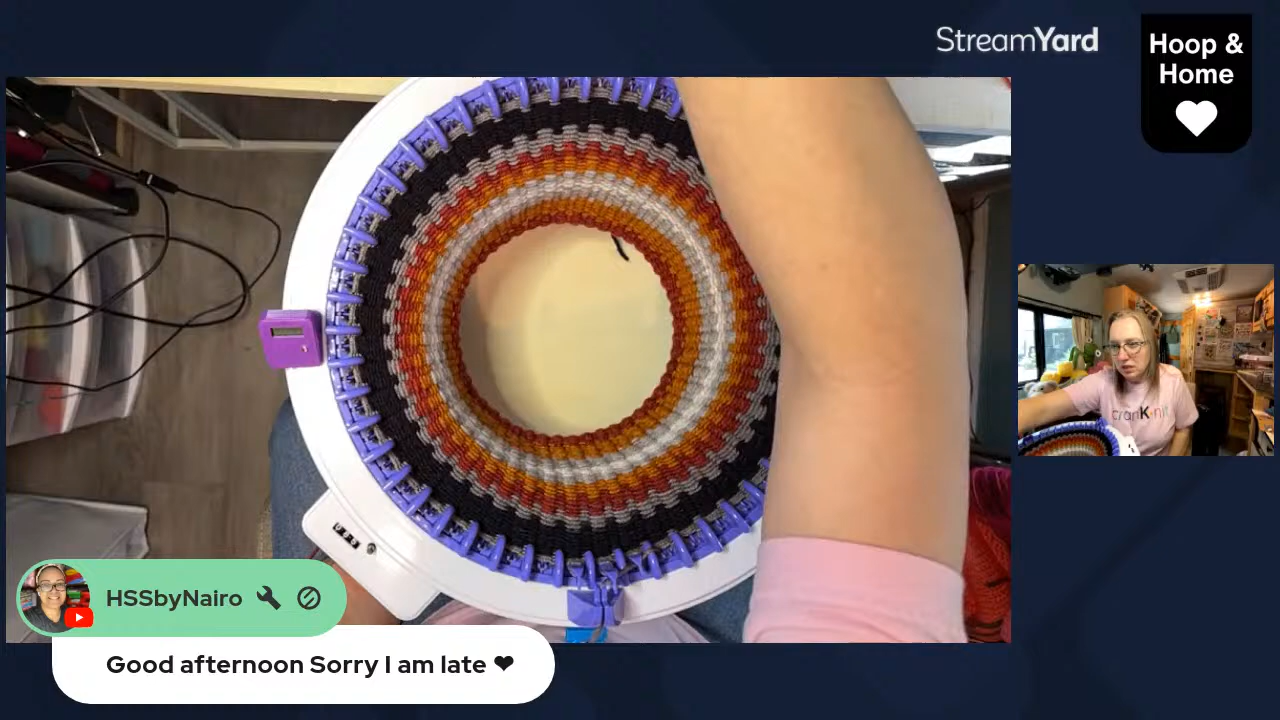 StreamYard
Hoop &
Home
HSSbyNairo
Good afternoon Sorry I am late ❤